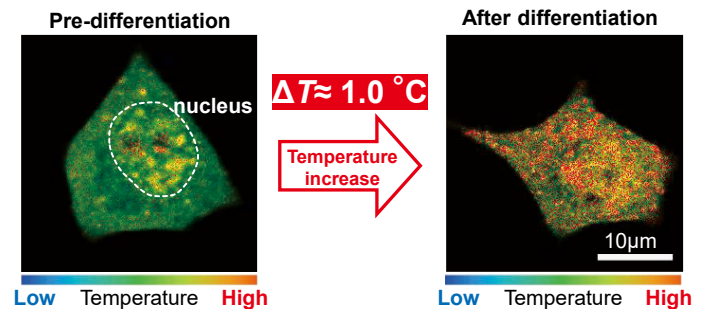 Pre-differentiation
After differentiation
nucleus
ΔT≈ 1.0 °C
Temperature
increase
10μm
Low Temperature High
Low Temperature High